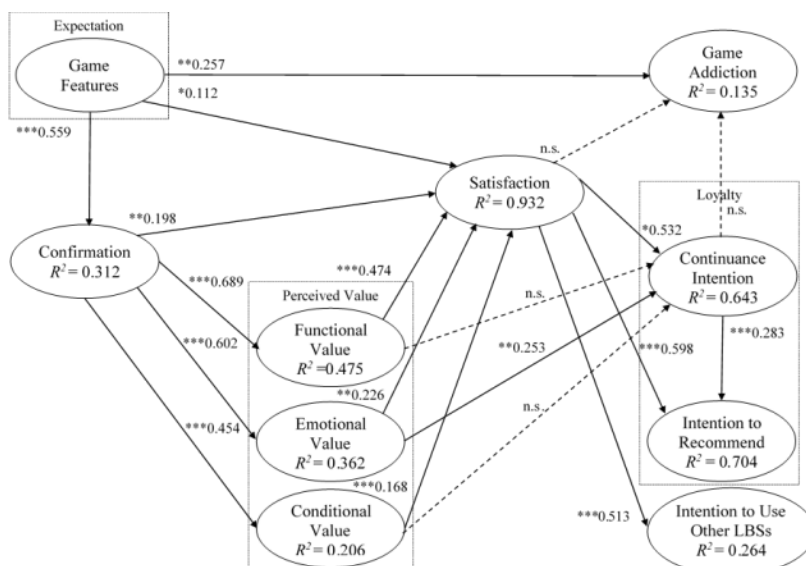 Expectation
Game
Features
Game
Addiction
R² = 0.135
**0.257
*0.112
***0.559
n.s.
Satisfaction
R² = 0.932
Loyalty
n.s.
**0.198
*0.532
Confirmation
R² = 0.312
Continuance
Intention
R² = 0.643
***0.689
***0.474
Perceived Value
n.s.
Functional
Value
R² =0.475
***0.602
**0.253
***0.283
***0.598
**0.226
n.s.
***0.454
Emotional
Value
R² = 0.362
Intention to
Recommend
R² = 0.704
***0.168
Conditional
Value
R² = 0.206
***0.513
Intention to Use
Other LBSs
R² = 0.264